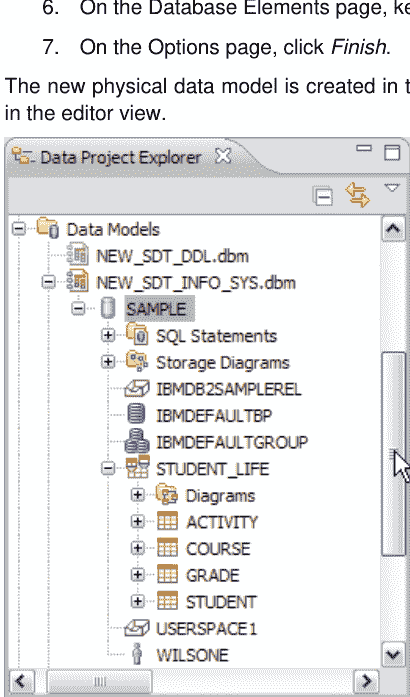 6. On the Database Elements page,
7. On the Options page, click Finish.
The new physical data model is created in
in the editor view.
Data Project Explorer
Data Models
NEW_SDT_DDL.dbm
NEW_SDT_INFO_SYS.dbm
SAMPLE
SQL Statements
Storage Diagrams
IBMDB2SAMPLEREL
IBMDEFAULTBP
IBMDEFAULTGROUP
STUDENT_LIFE
Diagrams
ACTIVITY
COURSE
GRADE
STUDENT
USERSPACE1
WILSONE